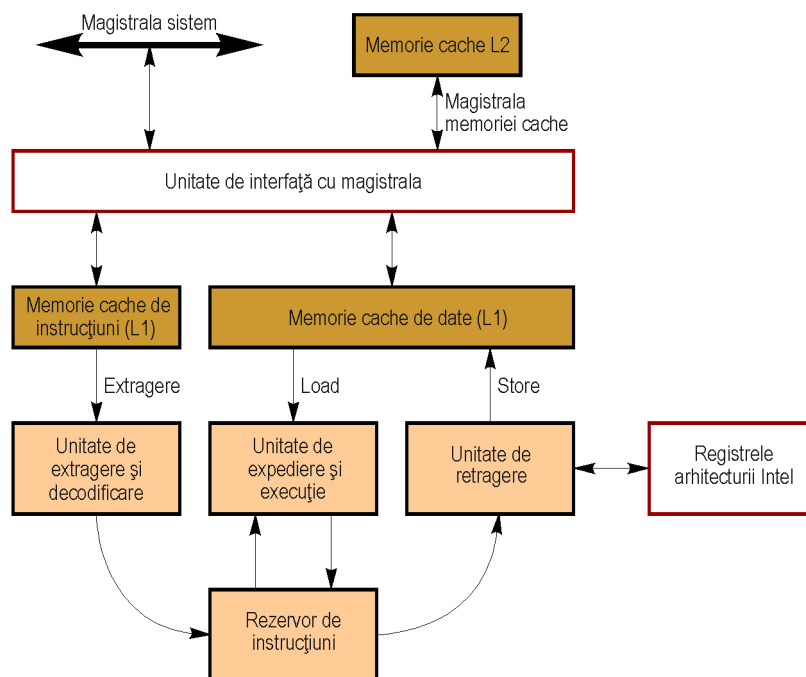 Magistrala sistem
Memorie cache L2
Magistrala
memoriei cache
Unitate de interfaţă cu magistrala
Memorie cache de
instrucţiuni (L1)
Memorie cache de date (L1)
Extragere
Load
Store
Unitate de
extragere şi
decodificare
Unitate de
expediere şi
execuţie
Unitate de
retragere
Registrele
arhitecturii Intel
Rezervor de
instrucţiuni